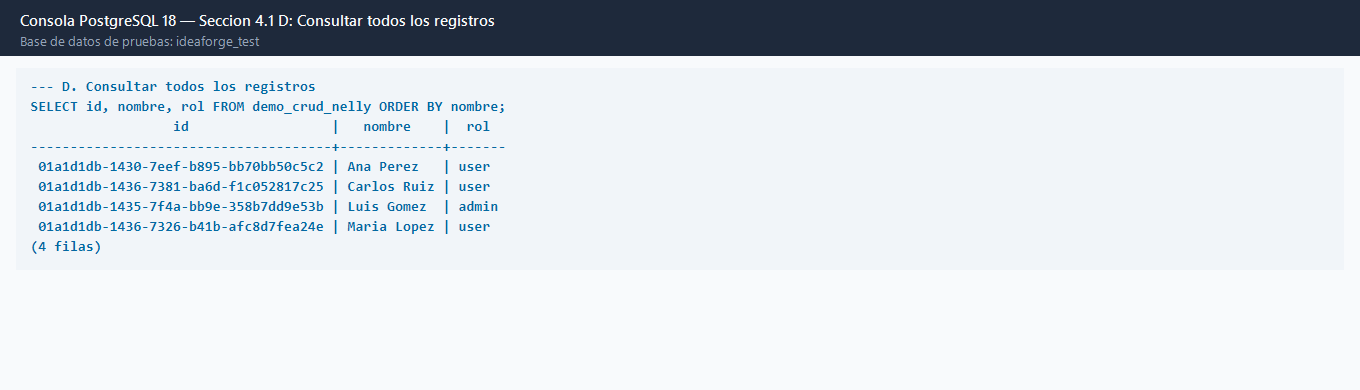 Consola PostgreSQL 18 — Seccion 4.1 D: Consultar todos los registros
Base de datos de pruebas: ideaforge_test
--- D. Consultar todos los registros
SELECT id, nombre, rol FROM demo_crud_nelly ORDER BY nombre;
                  id                  |   nombre    |  rol
--------------------------------------+-------------+-------
 01a1d1db-1430-7eef-b895-bb70bb50c5c2 | Ana Perez   | user
 01a1d1db-1436-7381-ba6d-f1c052817c25 | Carlos Ruiz | user
 01a1d1db-1435-7f4a-bb9e-358b7dd9e53b | Luis Gomez  | admin
 01a1d1db-1436-7326-b41b-afc8d7fea24e | Maria Lopez | user
(4 filas)